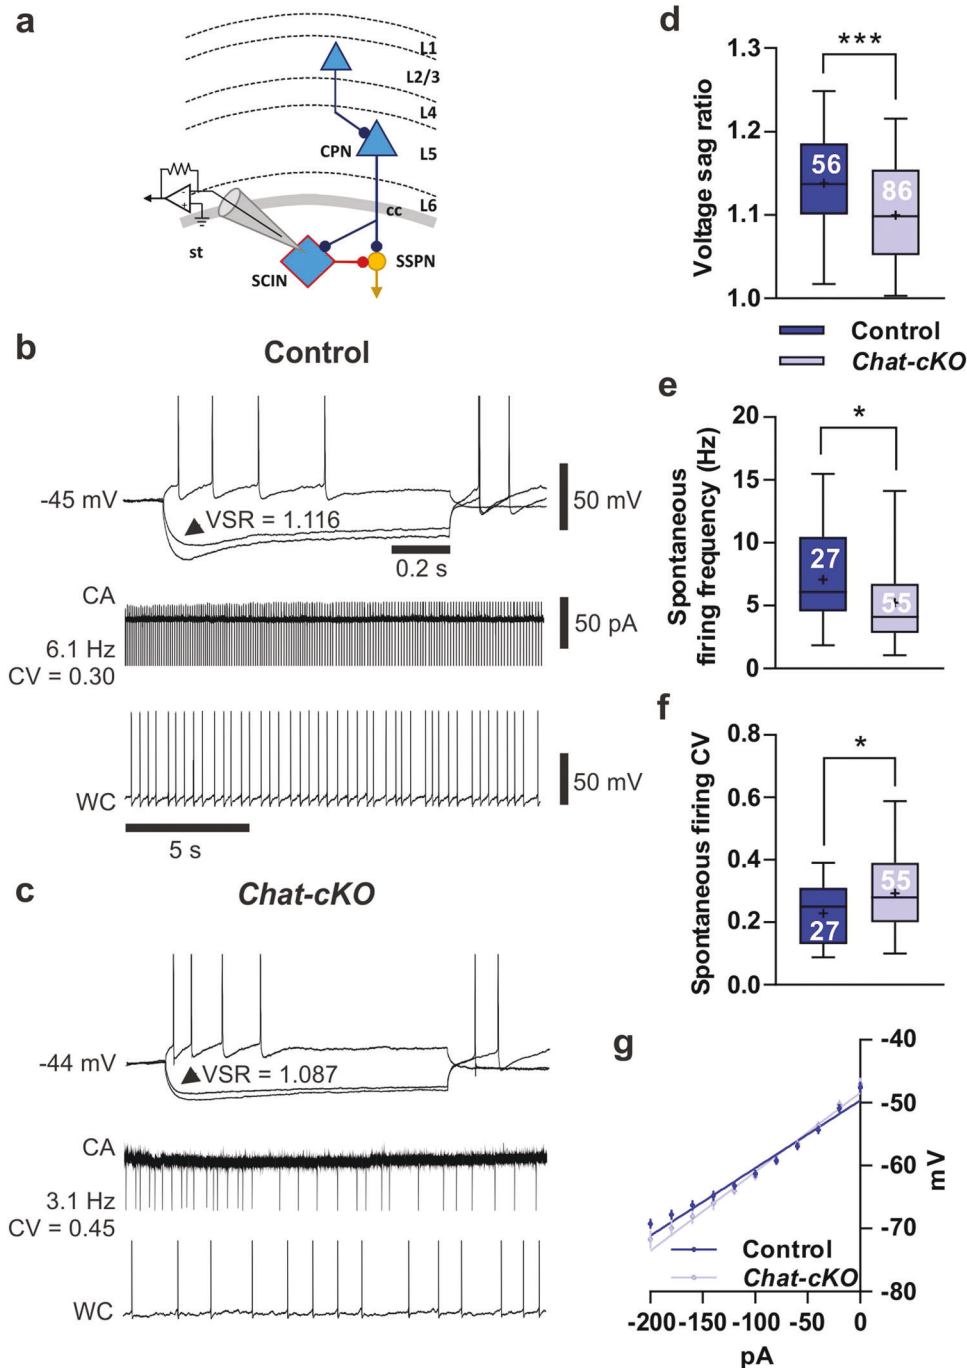 a
L1
L2/3
L4
CPN
L5
L6
cc
st
SCIN
SSPN
b
Control
-45 mV
VSR = 1.116
50 mV
0.2 s
CA
50 pA
6.1 Hz
CV = 0.30
WC
50 mV
5 s
c
Chat-cKO
-44 mV
VSR = 1.087
CA
3.1 Hz
CV = 0.45
WC
d
Voltage sag ratio
1.3
1.2
1.1
1.0
***
56
86
Control
Chat-cKO
e
Spontaneous
firing frequency (Hz)
20
15
10
5
0
*
27
55
f
Spontaneous firing CV
0.8
0.6
0.4
0.2
0.0
*
27
55
g
-40
-50
-60
-70
-80
mV
Control
Chat-cKO
-200 -150 -100 -50 0
pA